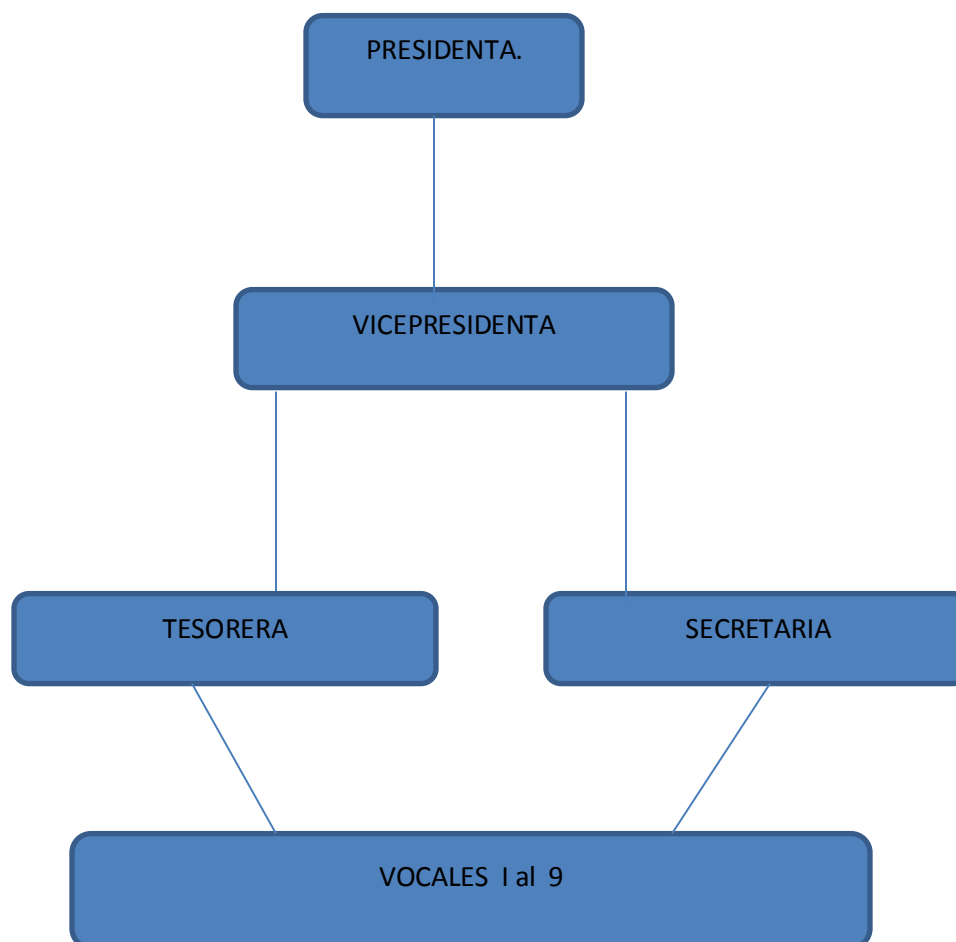 PRESIDENTA.
VICEPRESIDENTA
TESORERA
SECRETARIA
VOCALES I al 9